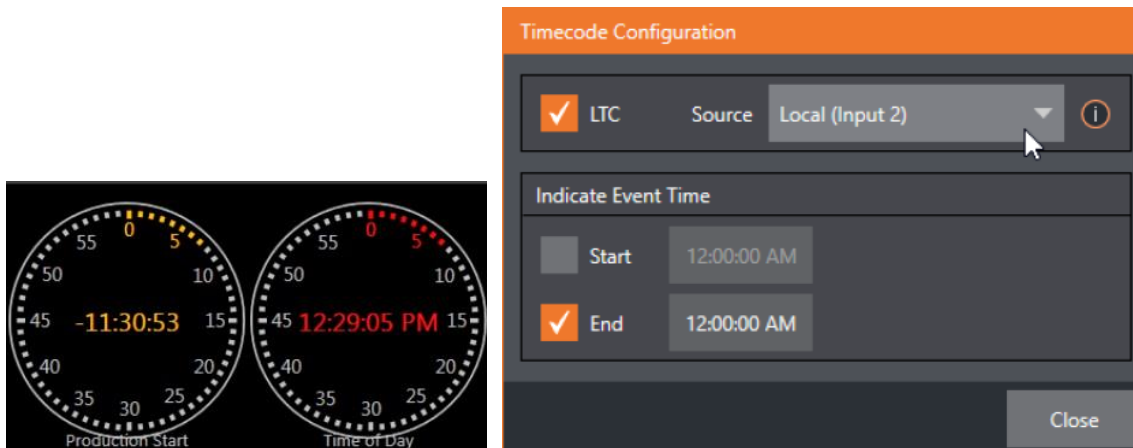 Timecode Configuration
LTC Source Local (Input 2) i
Indicate Event Time
Start 12:00:00 AM
End 12:00:00 AM
Close
0
5
10
15
20
25
30
35
40
45
50
55
-11:30:53
Production Start
0
5
10
15
20
25
30
35
40
45
50
55
12:29:05 PM
Time of Day